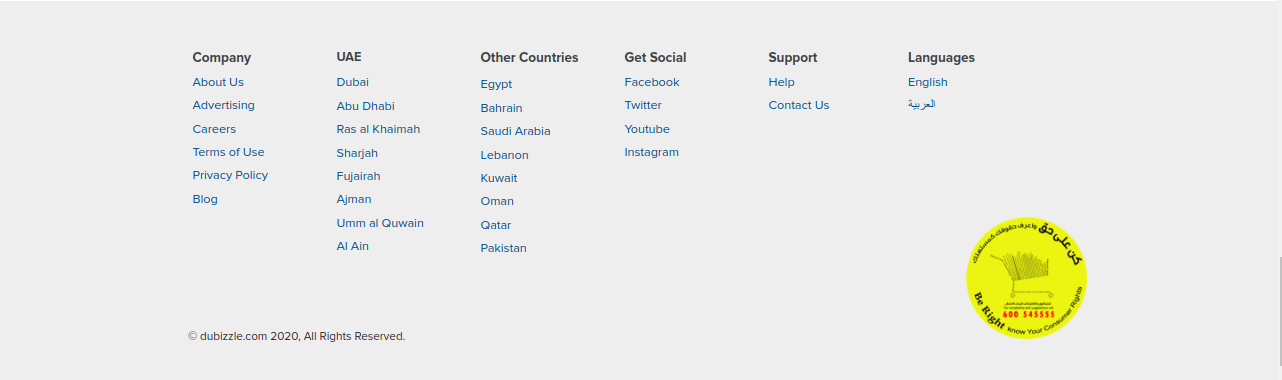 Company
About Us
Advertising
Careers
Terms of Use
Privacy Policy
Blog
UAE
Dubai
Abu Dhabi
Ras al Khaimah
Sharjah
Fujairah
Ajman
Umm al Quwain
Al Ain
Other Countries
Egypt
Bahrain
Saudi Arabia
Lebanon
Kuwait
Oman
Qatar
Pakistan
Get Social
Facebook
Twitter
Youtube
Instagram
Support
Help
Contact Us
Languages
English
العربية
كن على حق واعرف حقوقك كمستهلك
600 545555
Be Right know Your Consumer Rights
© dubizzle.com 2020, All Rights Reserved.